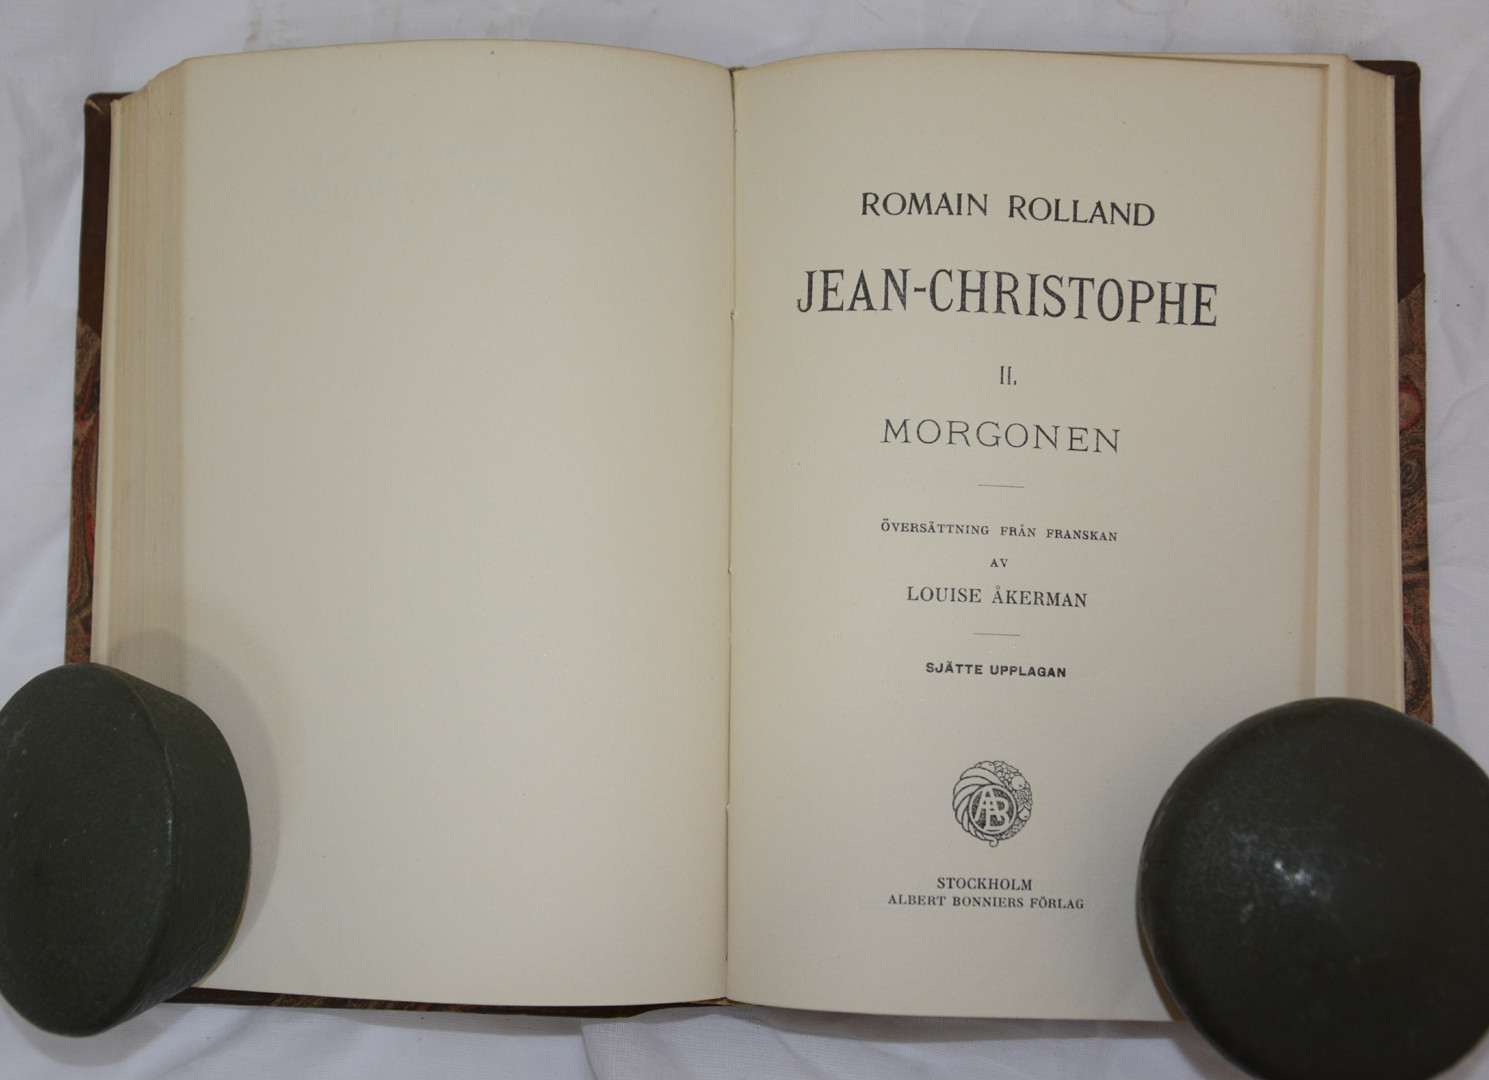 ROMAIN ROLLAND
JEAN-CHRISTOPHE
II.
MORGONEN
ÖVERSÄTTNING FRÅN FRANSKAN
AV
LOUISE ÅKERMAN
SJÄTTE UPPLAGAN
AB
STOCKHOLM
ALBERT BONNIERS FÖRLAG